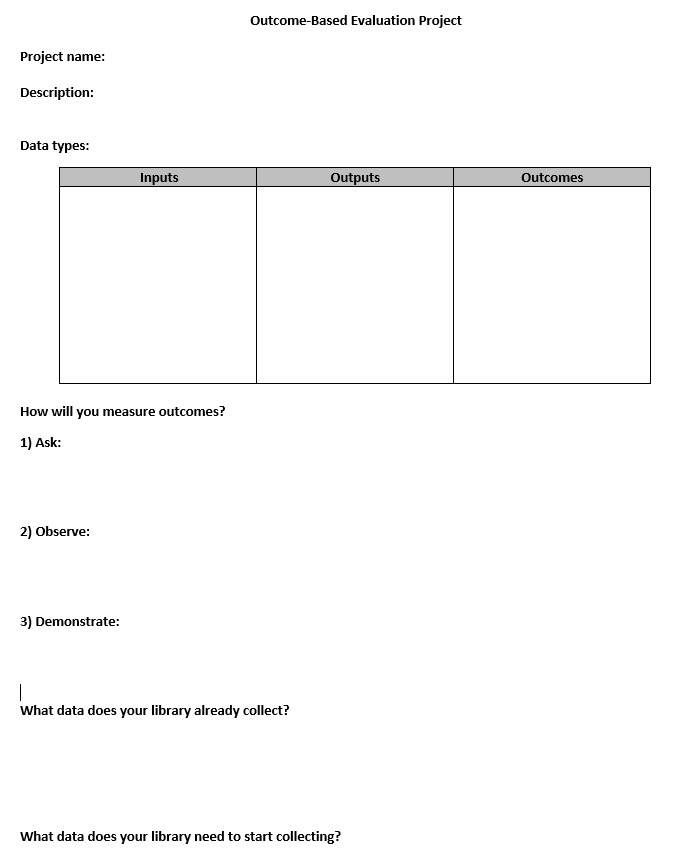 Outcome-Based Evaluation Project
Project name:
Description:
Data types:
Inputs Outputs Outcomes
How will you measure outcomes?
1) Ask:
2) Observe:
3) Demonstrate:
What data does your library already collect?
What data does your library need to start collecting?